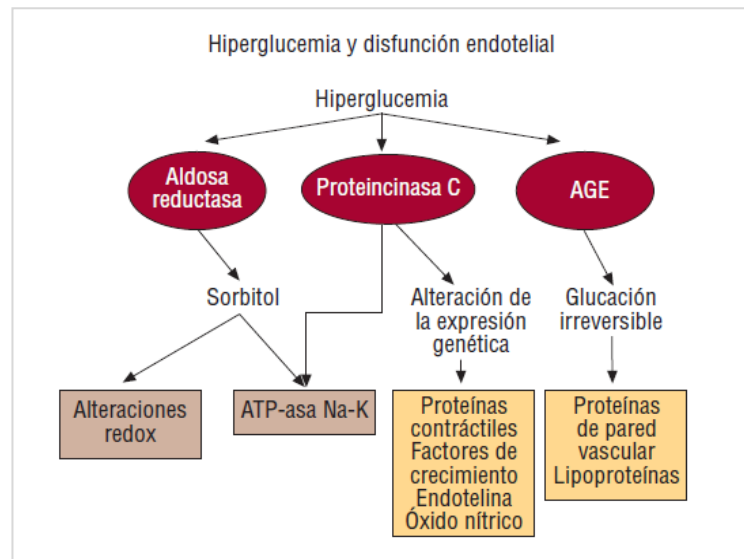 Hiperglucemia y disfunción endotelial
Hiperglucemia
Aldosa
reductasa
Proteincinasa C
AGE
Sorbitol
Alteración de
la expresión
genética
Glucación
irreversible
Alteraciones
redox
ATP-asa Na-K
Proteínas
contráctiles
Factores de
crecimiento
Endotelina
Óxido nítrico
Proteínas
de pared
vascular
Lipoproteínas